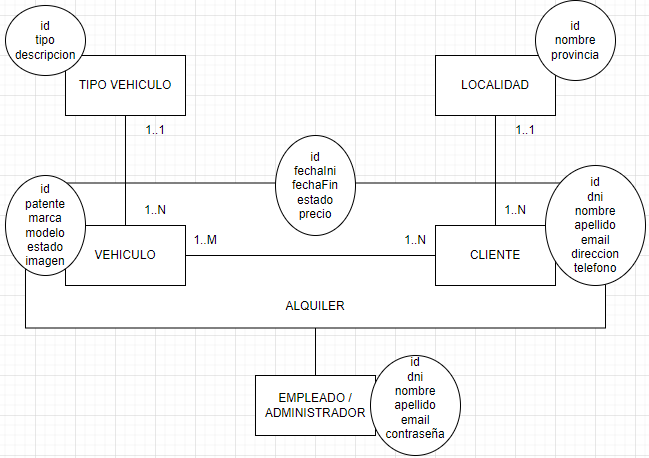 id
tipo
descripcion
TIPO VEHICULO
id
nombre
provincia
LOCALIDAD
1..1
1..1
id
fechaIni
fechaFin
estado
precio
id
patente
marca
modelo
estado
imagen
1..N
VEHICULO
1..M
1..N
1..N
CLIENTE
id
dni
nombre
apellido
email
direccion
telefono
ALQUILER
EMPLEADO /
ADMINISTRADOR
id
dni
nombre
apellido
email
contraseña